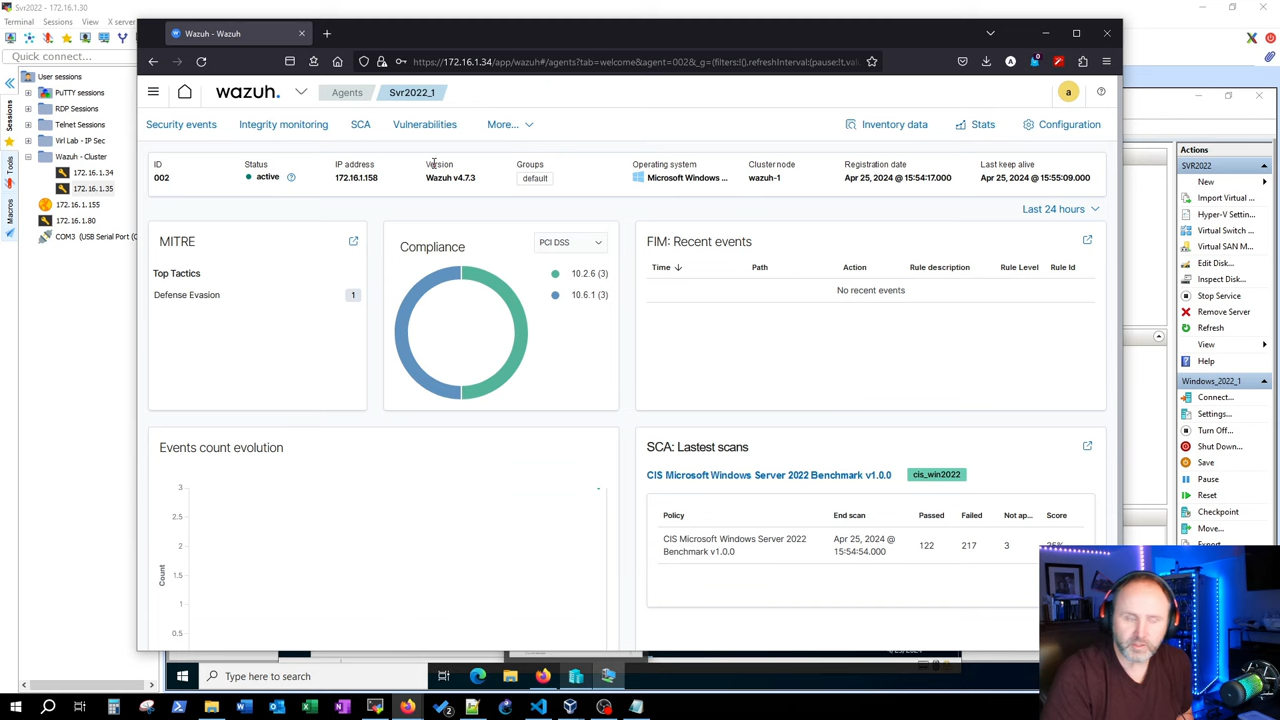 Svr2022 - 172.16.1.30
Terminal Sessions View X server
Quick connect...
User sessions
PuTTY sessions
RDP Sessions
Telnet Sessions
Virl Lab - IP Sec
Wazuh - Cluster
172.16.1.34
172.16.1.35
172.16.1.155
172.16.1.80
COM3 (USB Serial Port (C
Sessions
Tools
Macros
Wazuh - Wazuh
https://172.16.1.34/app/wazuh#/agents?tab=welcome&agent=002&_g=(filters:!(),refreshInterval:(pause:!t,value
wazuh. Agents Svr2022_1 a
Security events Integrity monitoring SCA Vulnerabilities More... Inventory data Stats Configuration
ID Status IP address Version Groups Operating system Cluster node Registration date Last keep alive
002 active 172.16.1.158 Wazuh v4.7.3 default Microsoft Windows ... wazuh-1 Apr 25, 2024 @ 15:54:17.000 Apr 25, 2024 @ 15:55:09.000
Last 24 hours
MITRE
Top Tactics
Defense Evasion 1
Compliance PCI DSS
10.2.6 (3)
10.6.1 (3)
FIM: Recent events
Time Path Action Rule description Rule Level Rule Id
No recent events
Events count evolution
3
2.5
2
1.5
1
0.5
Count
SCA: Lastest scans
CIS Microsoft Windows Server 2022 Benchmark v1.0.0 cis_win2022
Policy End scan Passed Failed Not ap... Score
CIS Microsoft Windows Server 2022 Benchmark v1.0.0 Apr 25, 2024 @ 15:54:54.000 122 217 3
Actions
SVR2022
New
Import Virtual ...
Hyper-V Settin...
Virtual Switch ...
Virtual SAN M...
Edit Disk...
Inspect Disk...
Stop Service
Remove Server
Refresh
View
Help
Windows_2022_1
Connect...
Settings...
Turn Off...
Shut Down...
Save
Pause
Reset
Checkpoint
Move...
Export...
Type here to search